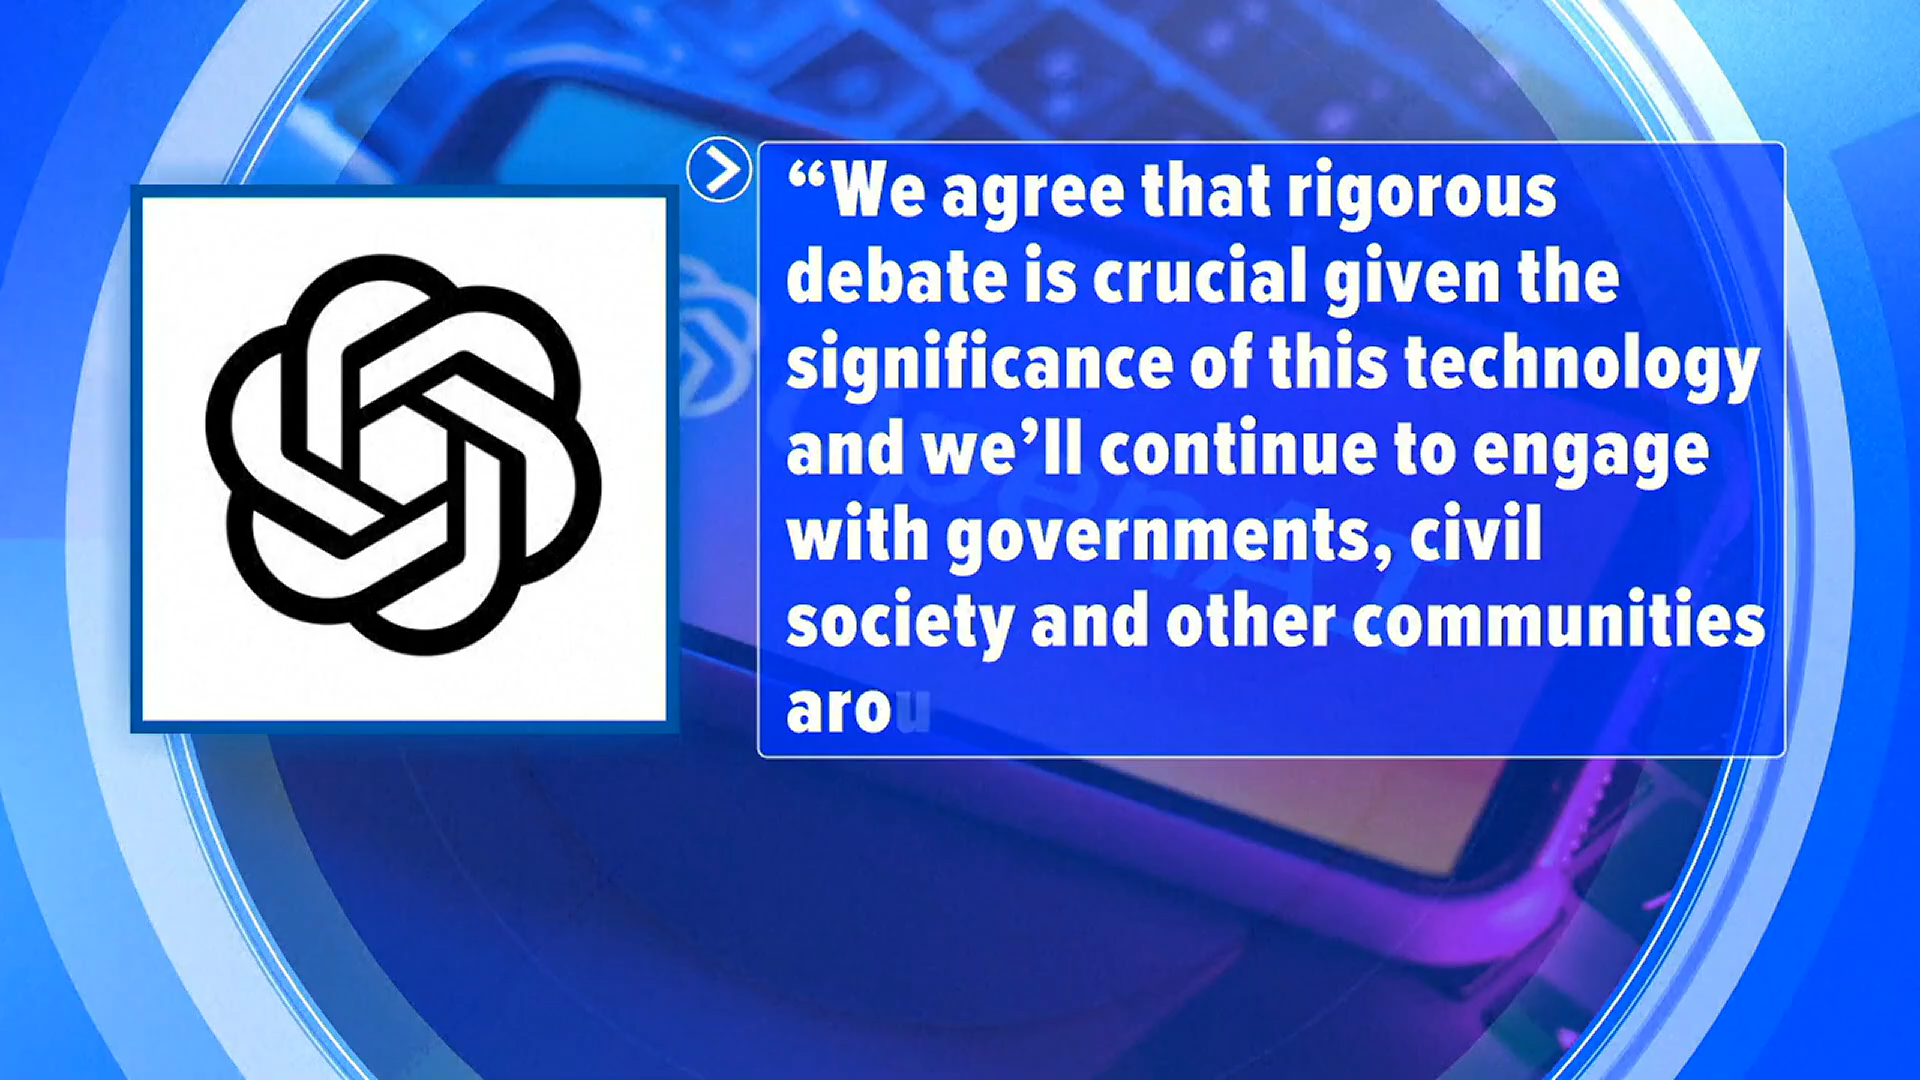 “We agree that rigorous
debate is crucial given the
significance of this technology
and we’ll continue to engage
with governments, civil
society and other communities
arou
OpenAI